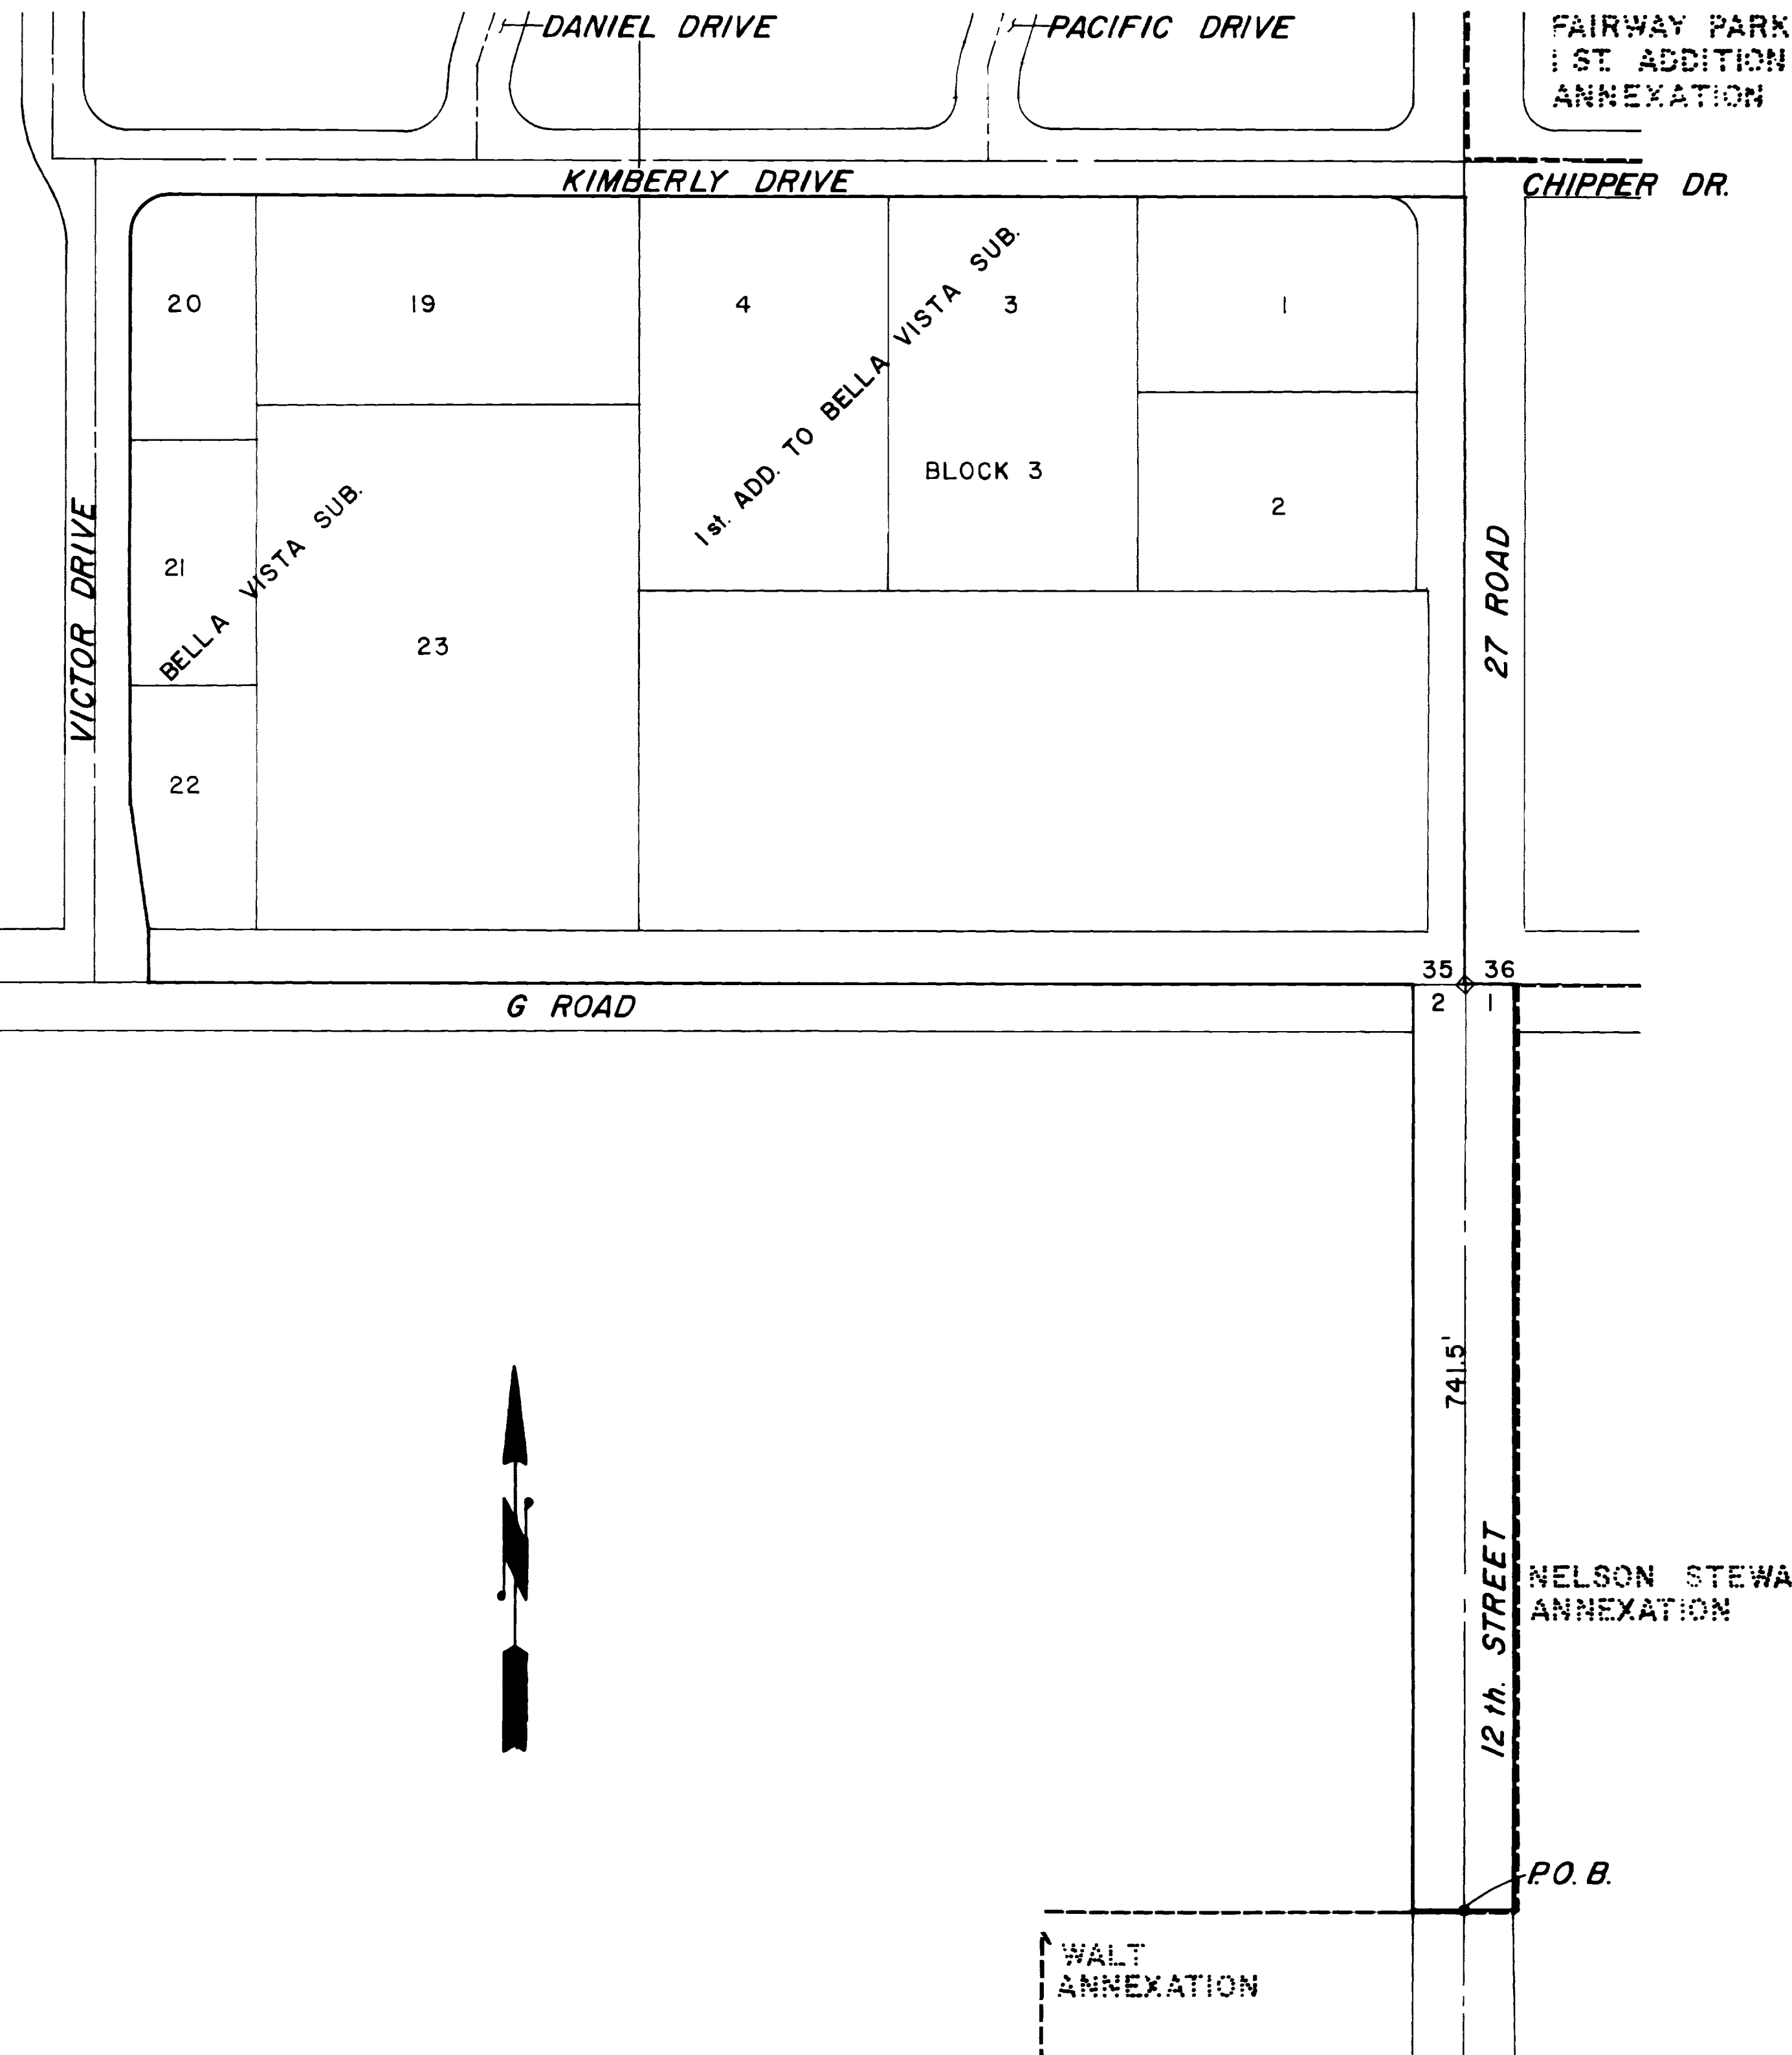 DANIEL DRIVE
PACIFIC DRIVE
FAIRWAY PARK
1 ST. ADDITION
ANNEXATION
KIMBERLY DRIVE
CHIPPER DR.
20
19
4
3
1
1st. ADD. TO BELLA VISTA SUB.
BLOCK 3
2
VICTOR DRIVE
BELLA VISTA SUB.
21
23
22
27 ROAD
35
36
2
1
G ROAD
741.5'
12th. STREET
NELSON STEWA
ANNEXATION
P.O.B.
WALT
ANNEXATION
N